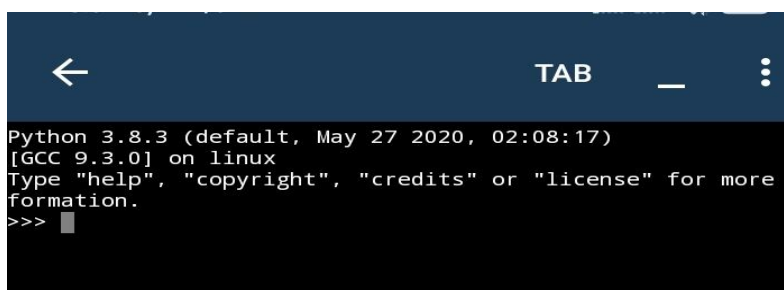 TAB _
Python 3.8.3 (default, May 27 2020, 02:08:17)
[GCC 9.3.0] on linux
Type "help", "copyright", "credits" or "license" for more
formation.
>>>